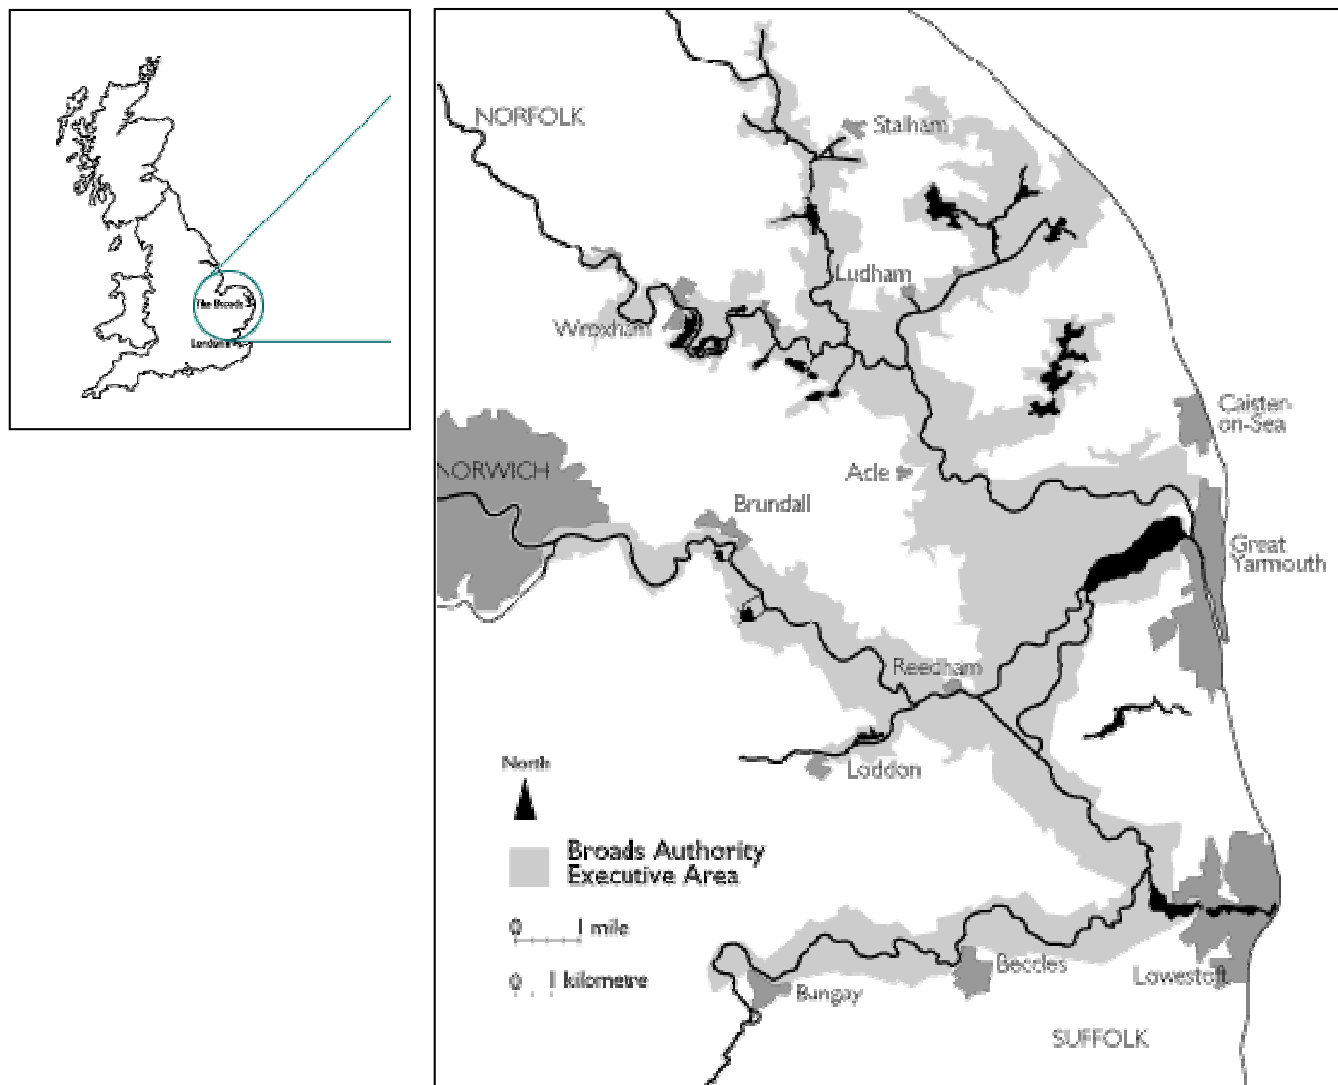 The Broads
London
NORFOLK
Stalham
Ludham
Wroxham
Caister-
on-Sea
NORWICH
Acle
Brundall
Great
Yarmouth
Reedham
Loddon
North
Broads Authority
Executive Area
0 1 mile
0 1 kilometre
Beccles
Bungay
Lowestoft
SUFFOLK